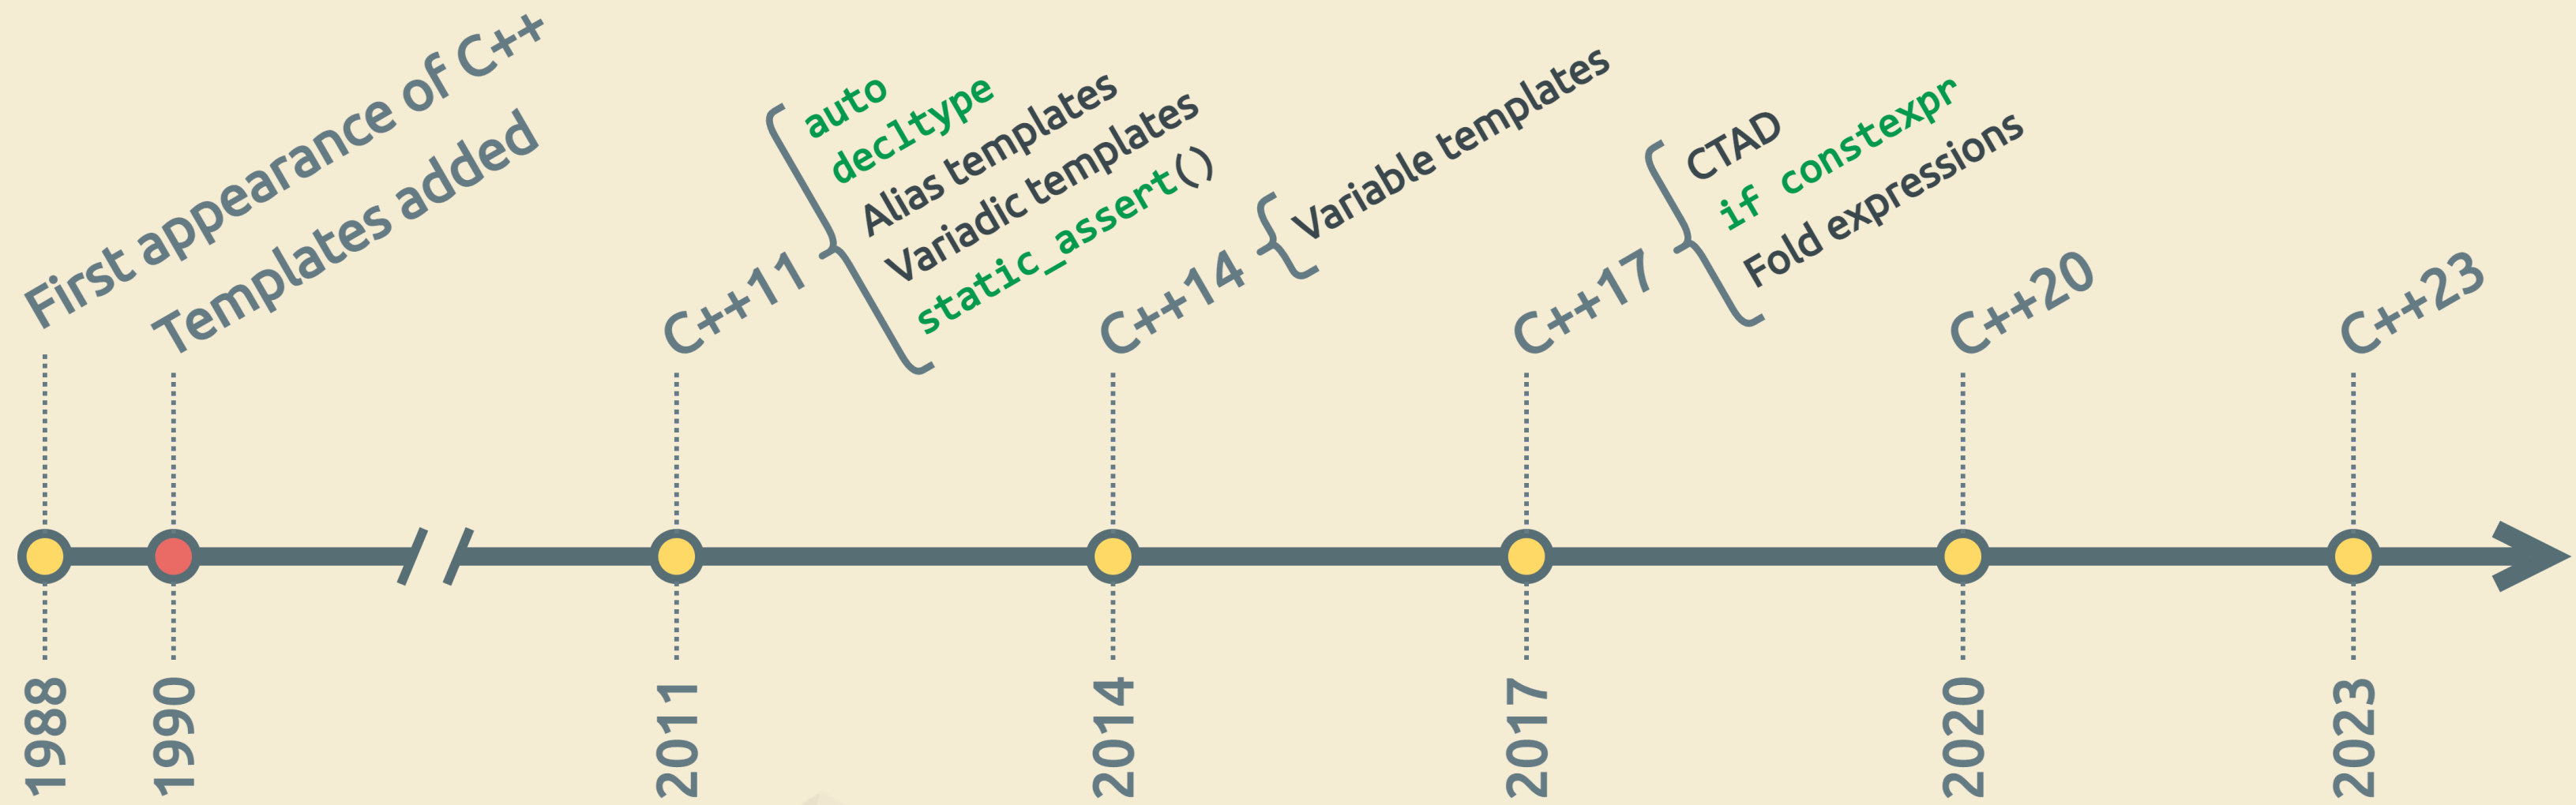 First appearance of C++
Templates added
C++11
auto
decltype
Alias templates
Variadic templates
static_assert()
C++14
Variable templates
C++17
CTAD
if constexpr
Fold expressions
C++20
C++23
1988
1990
2011
2014
2017
2020
2023